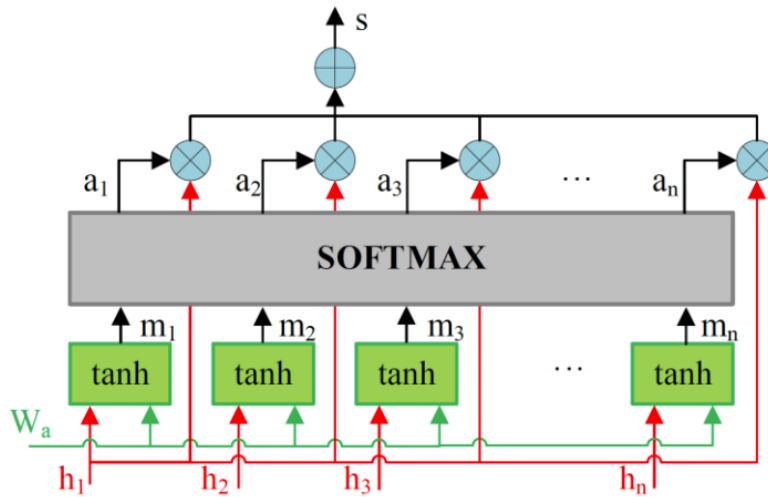 s
a₁ a₂ a₃ ... aₙ
SOFTMAX
m₁ m₂ m₃ mₙ
tanh tanh tanh ... tanh
Wₐ
h₁ h₂ h₃ hₙ